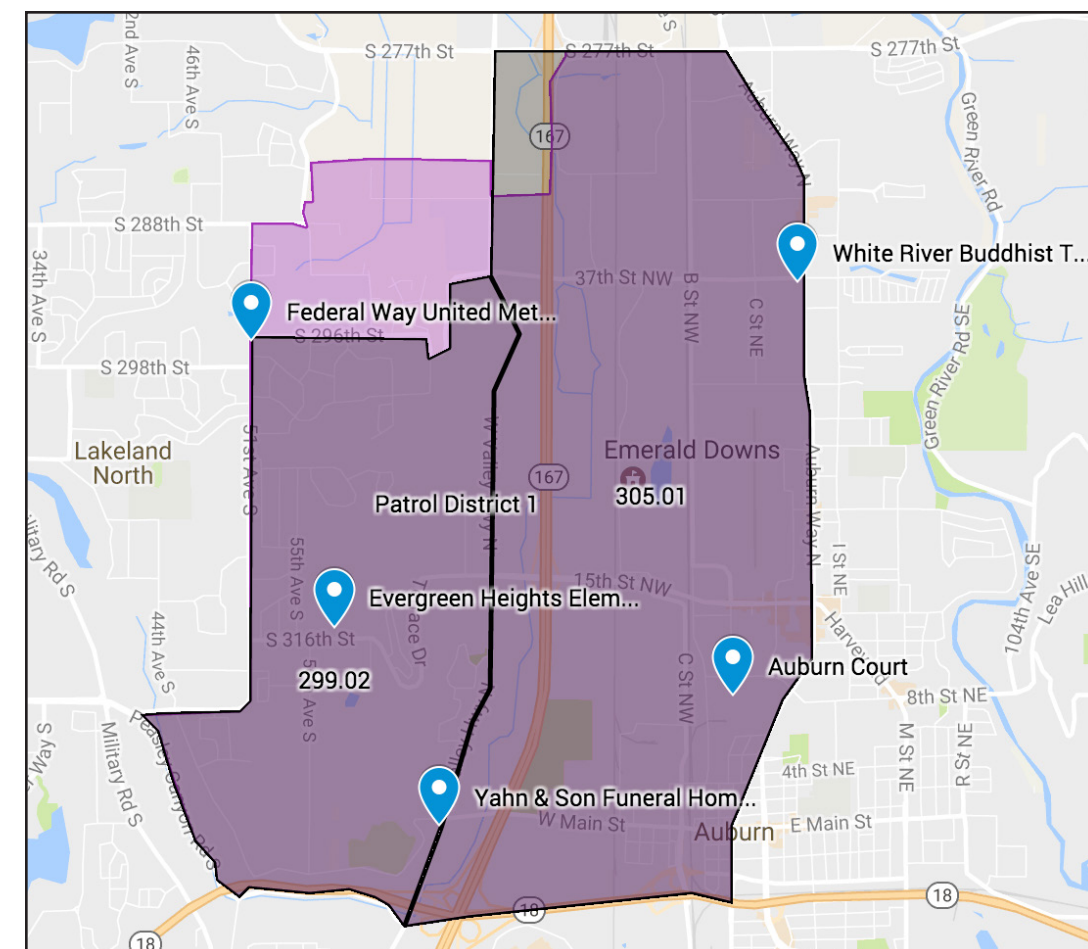 2nd Ave S
46th Ave S
S 277th St
S 277th St
S 277th St
167
Auburn Way N
Green River Rd
S 288th St
34th Ave S
37th St NW
B St NW
C St NE
White River Buddhist T...
Federal Way United Met...
S 296th St
S 298th St
Green River Rd SE
Lakeland
North
51st Ave S
W Valley Hwy N
Emerald Downs
167
305.01
Patrol District 1
Auburn Way N
Military Rd S
55th Ave S
15th St NW
I St NE
104th Ave SE
Lea Hill
Evergreen Heights Elem...
44th Ave S
S 316th St
Harvey Rd
299.02
C St NW
Auburn Court
8th St NE
Peasley Canyon Rd S
Military Rd S
M St NE
R St NE
4th St NE
Yahn & Son Funeral Hom...
W Main St
Auburn
E Main St
18
18
18